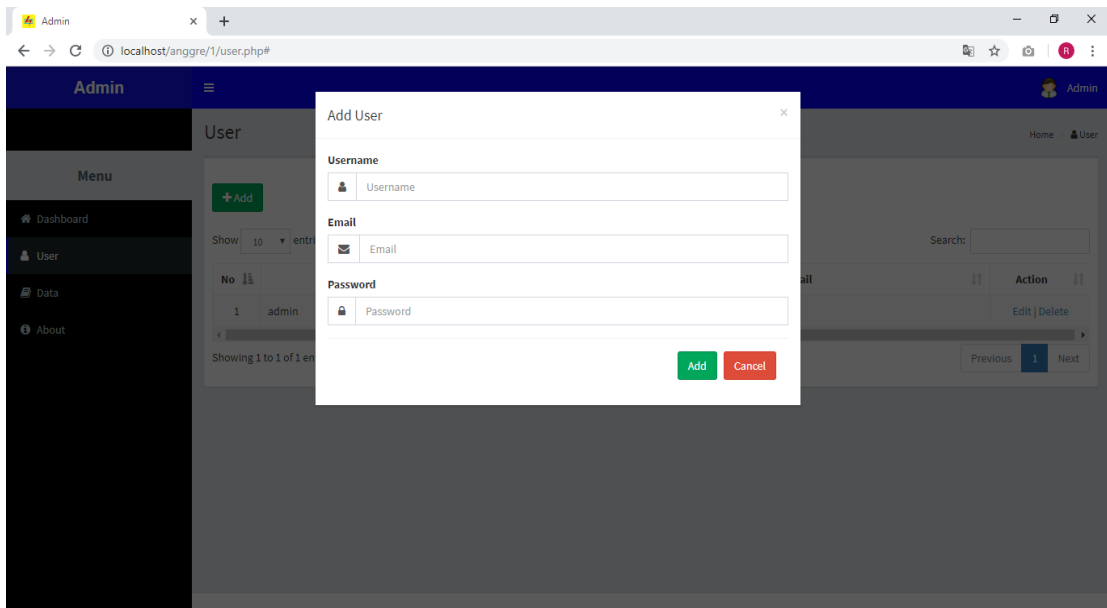 Admin
localhost/anggre/1/user.php#
R
Admin
Admin
User
Home
User
Menu
Dashboard
User
Data
About
+Add
Show 10 entri
Search:
No
ail
Action
1 admin
Edit | Delete
Showing 1 to 1 of 1 en
Previous 1 Next
Add User
×
Username
Username
Email
Email
Password
Password
Add Cancel